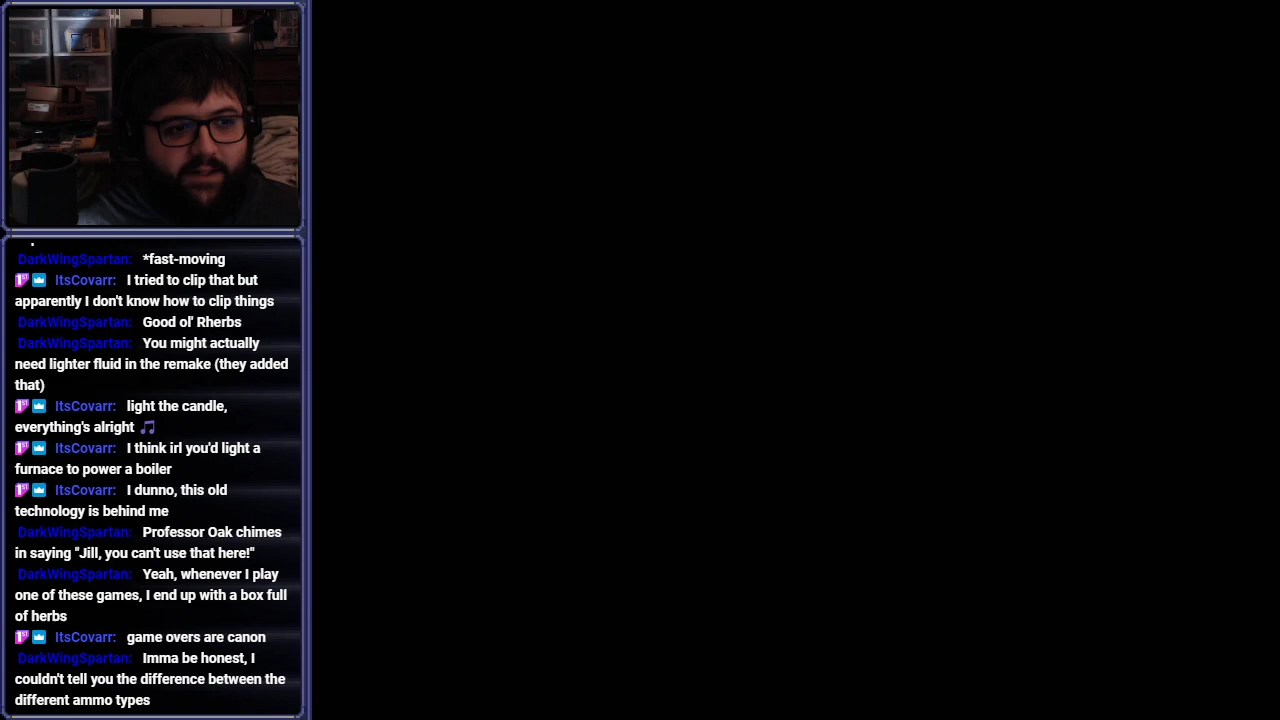 DarkWingSpartan: *fast-moving
ItsCovarr: I tried to clip that but
apparently I don't know how to clip things
DarkWingSpartan: Good ol' Rherbs
DarkWingSpartan: You might actually
need lighter fluid in the remake (they added
that)
ItsCovarr: light the candle,
everything's alright 🎵
ItsCovarr: I think irl you'd light a
furnace to power a boiler
ItsCovarr: I dunno, this old
technology is behind me
DarkWingSpartan: Professor Oak chimes
in saying "Jill, you can't use that here!"
DarkWingSpartan: Yeah, whenever I play
one of these games, I end up with a box full
of herbs
ItsCovarr: game overs are canon
DarkWingSpartan: Imma be honest, I
couldn't tell you the difference between the
different ammo types